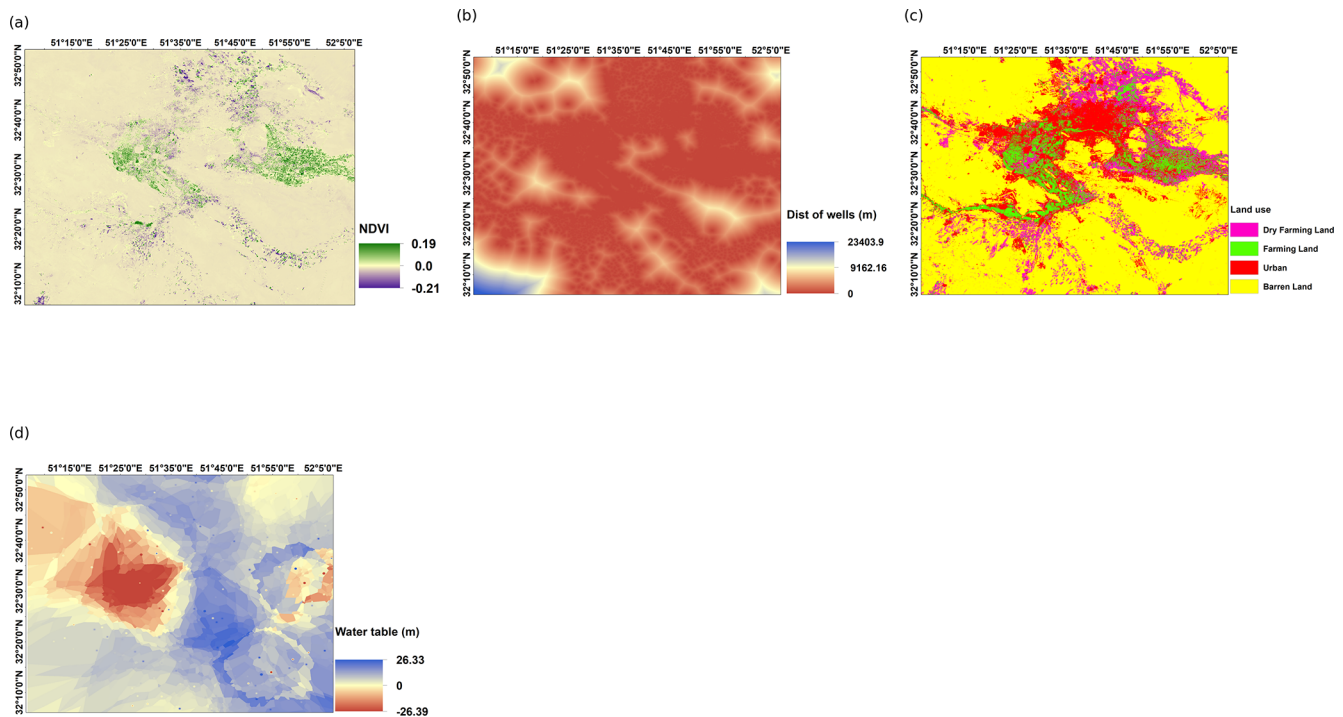 (a)
51°15'0"E 51°25'0"E 51°35'0"E 51°45'0"E 51°55'0"E 52°5'0"E
32°50'0"N
32°40'0"N
32°30'0"N
32°20'0"N
32°10'0"N
NDVI
0.19
0.0
-0.21
(b)
51°15'0"E 51°25'0"E 51°35'0"E 51°45'0"E 51°55'0"E 52°5'0"E
32°50'0"N
32°40'0"N
32°30'0"N
32°20'0"N
32°10'0"N
Dist of wells (m)
23403.9
9162.16
0
(c)
51°15'0"E 51°25'0"E 51°35'0"E 51°45'0"E 51°55'0"E 52°5'0"E
32°50'0"N
32°40'0"N
32°30'0"N
32°20'0"N
32°10'0"N
Land use
Dry Farming Land
Farming Land
Urban
Barren Land
(d)
51°15'0"E 51°25'0"E 51°35'0"E 51°45'0"E 51°55'0"E 52°5'0"E
32°50'0"N
32°40'0"N
32°30'0"N
32°20'0"N
32°10'0"N
Water table (m)
26.33
0
-26.39